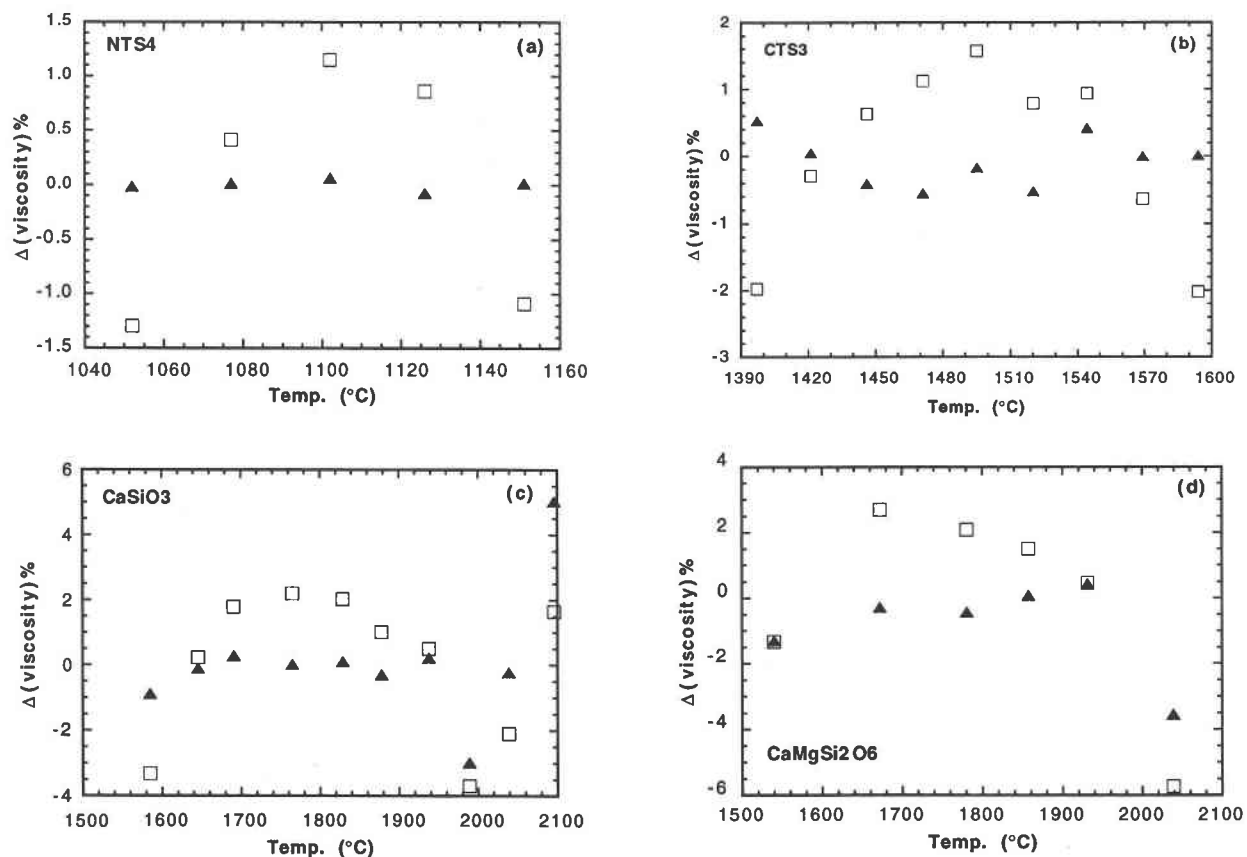 NTS4
(a)
Δ(viscosity)%
1.5
1.0
0.5
0.0
-0.5
-1.0
-1.5
1040 1060 1080 1100 1120 1140 1160
Temp. (°C)
CTS3
(b)
Δ(viscosity)%
2
1
0
-1
-2
-3
1390 1420 1450 1480 1510 1540 1570 1600
Temp. (°C)
CaSiO3
(c)
Δ(viscosity)%
6
4
2
0
-2
-4
1500 1600 1700 1800 1900 2000 2100
Temp. (°C)
(d)
Δ(viscosity)%
4
2
0
-2
-4
-6
CaMgSi2O6
1500 1600 1700 1800 1900 2000 2100
Temp. (°C)